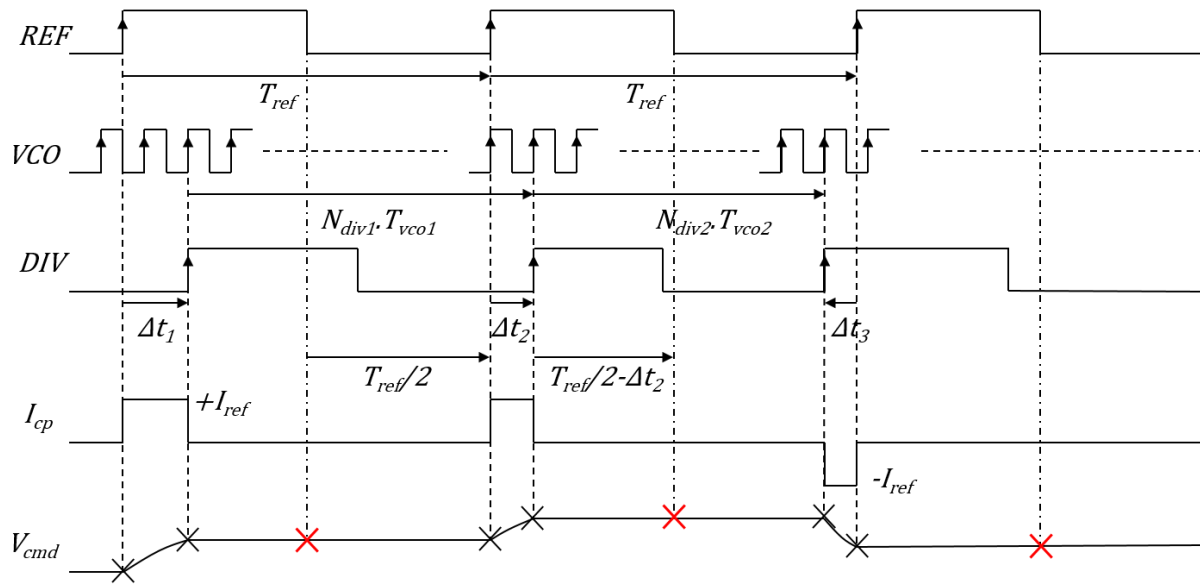 REF
T_ref T_ref
VCO
N_div1.T_vco1 N_div2.T_vco2
DIV
Δt_1 Δt_2 Δt_3
T_ref/2 T_ref/2-Δt_2
I_cp +I_ref
-I_ref
V_cmd